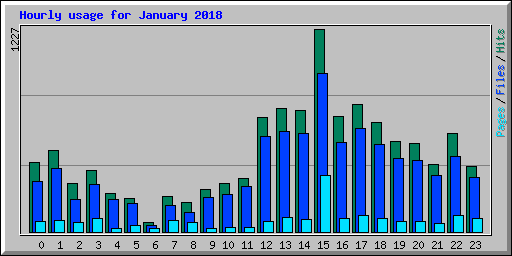 Hourly usage for January 2018
1227
Pages/Files/Hits
0 1 2 3 4 5 6 7 8 9 10 11 12 13 14 15 16 17 18 19 20 21 22 23